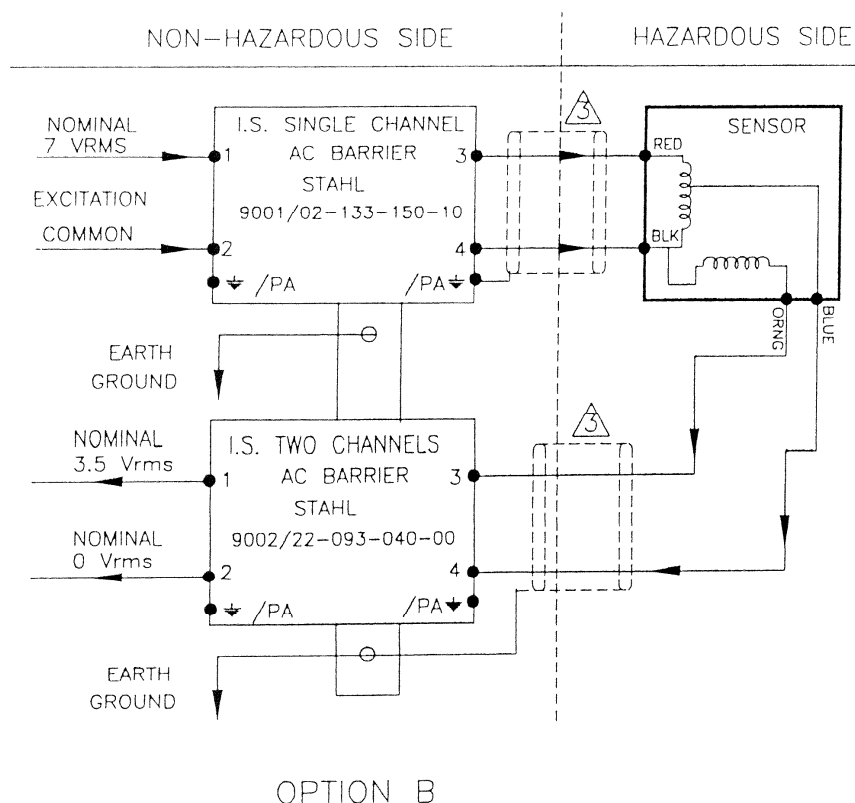 NON-HAZARDOUS SIDE
HAZARDOUS SIDE
NOMINAL
7 VRMS
EXCITATION
COMMON
1
2
I.S. SINGLE CHANNEL
AC BARRIER
STAHL
9001/02-133-150-10
3
4
/PA
/PA
3
SENSOR
RED
BLK
ORNG
BLUE
EARTH
GROUND
NOMINAL
3.5 Vrms
NOMINAL
0 Vrms
1
2
I.S. TWO CHANNELS
AC BARRIER
STAHL
9002/22-093-040-00
3
4
/PA
/PA
3
EARTH
GROUND
OPTION B